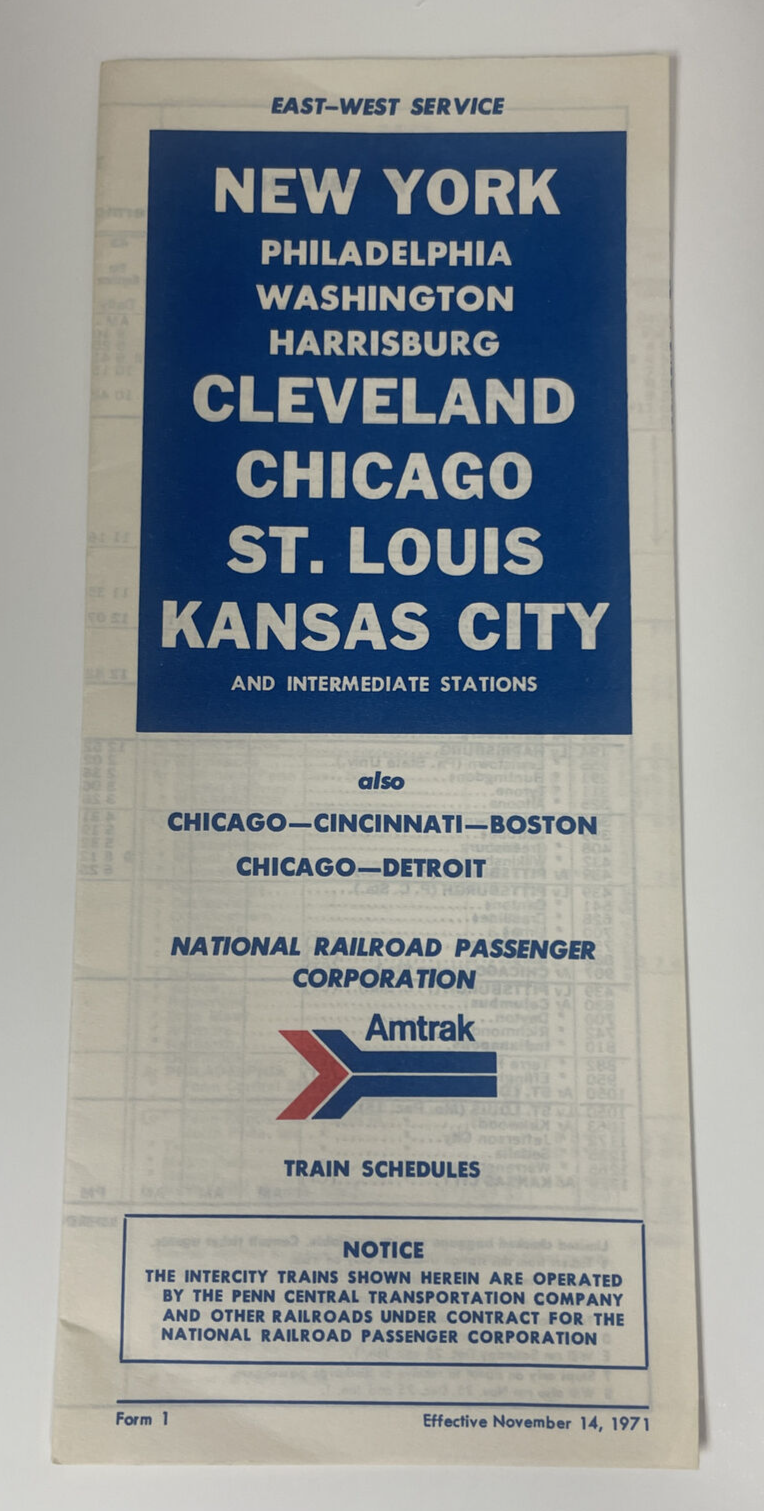 EAST–WEST SERVICE
NEW YORK
PHILADELPHIA
WASHINGTON
HARRISBURG
CLEVELAND
CHICAGO
ST. LOUIS
KANSAS CITY
AND INTERMEDIATE STATIONS
also
CHICAGO—CINCINNATI—BOSTON
CHICAGO—DETROIT
NATIONAL RAILROAD PASSENGER
CORPORATION
Amtrak
TRAIN SCHEDULES
NOTICE
THE INTERCITY TRAINS SHOWN HEREIN ARE OPERATED
BY THE PENN CENTRAL TRANSPORTATION COMPANY
AND OTHER RAILROADS UNDER CONTRACT FOR THE
NATIONAL RAILROAD PASSENGER CORPORATION
Form 1
Effective November 14, 1971